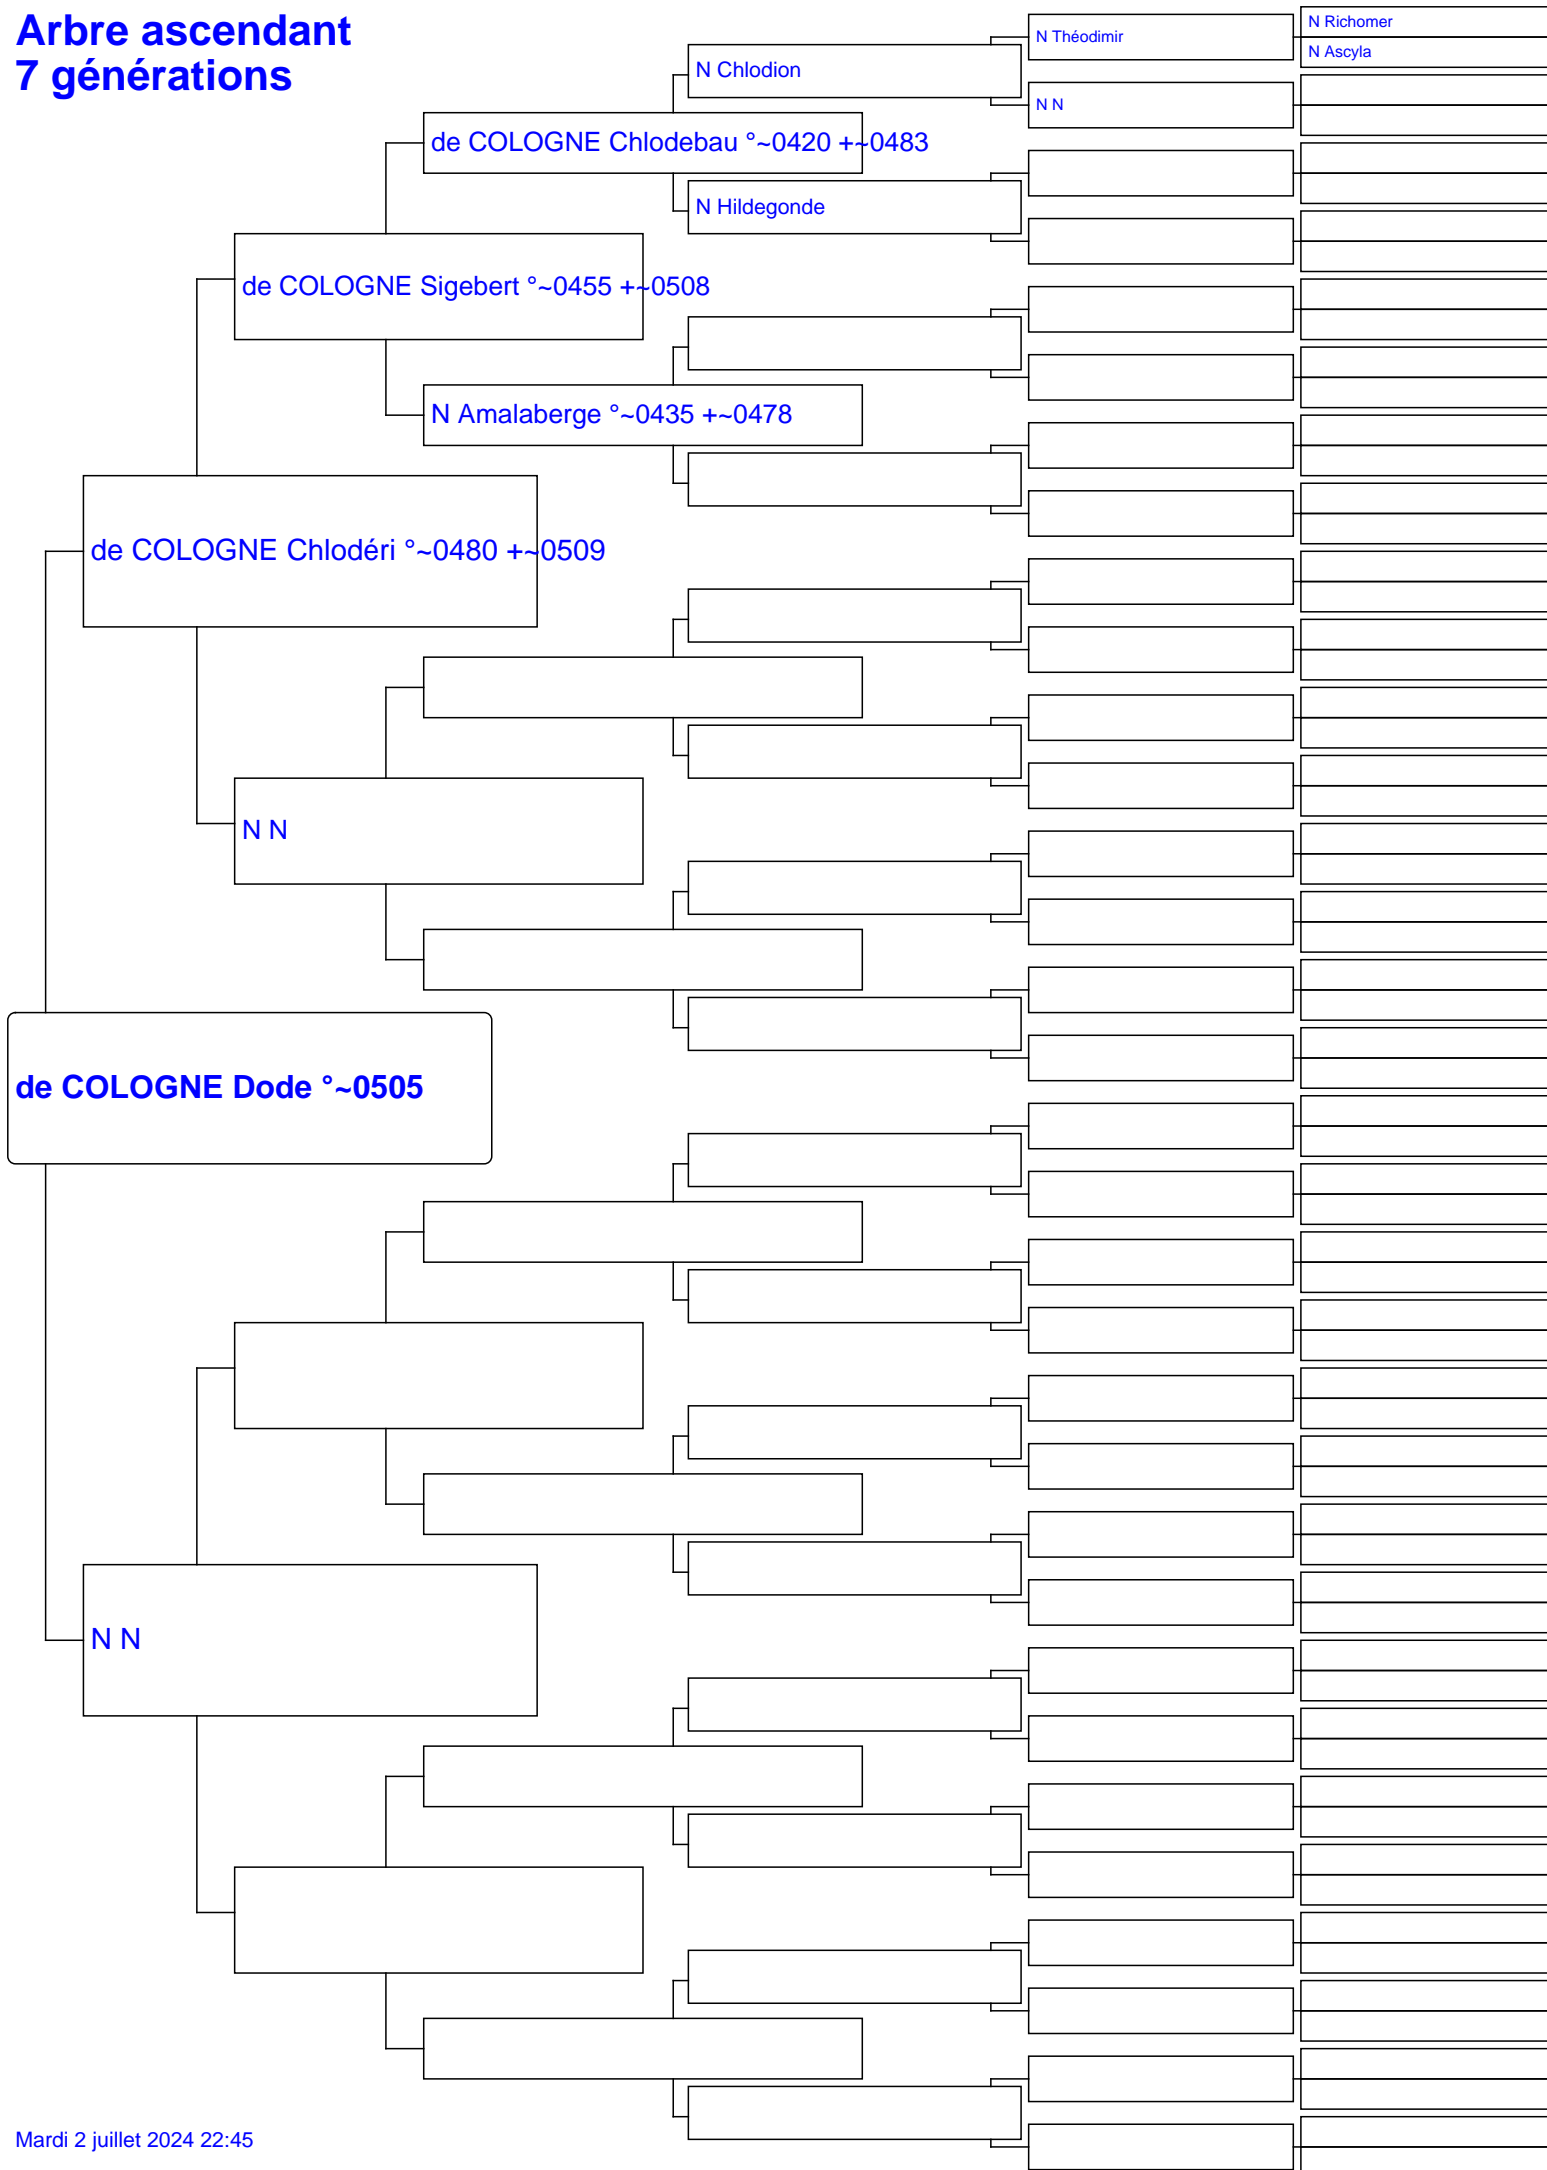 Arbre ascendant
7 générations
N Richomer
N Théodimir
N Ascyla
N Chlodion
N N
de COLOGNE Chlodebau °~0420 +~0483
N Hildegonde
de COLOGNE Sigebert °~0455 +~0508
N Amalaberge °~0435 +~0478
de COLOGNE Chlodéri °~0480 +~0509
N N
de COLOGNE Dode °~0505
N N
Mardi 2 juillet 2024 22:45